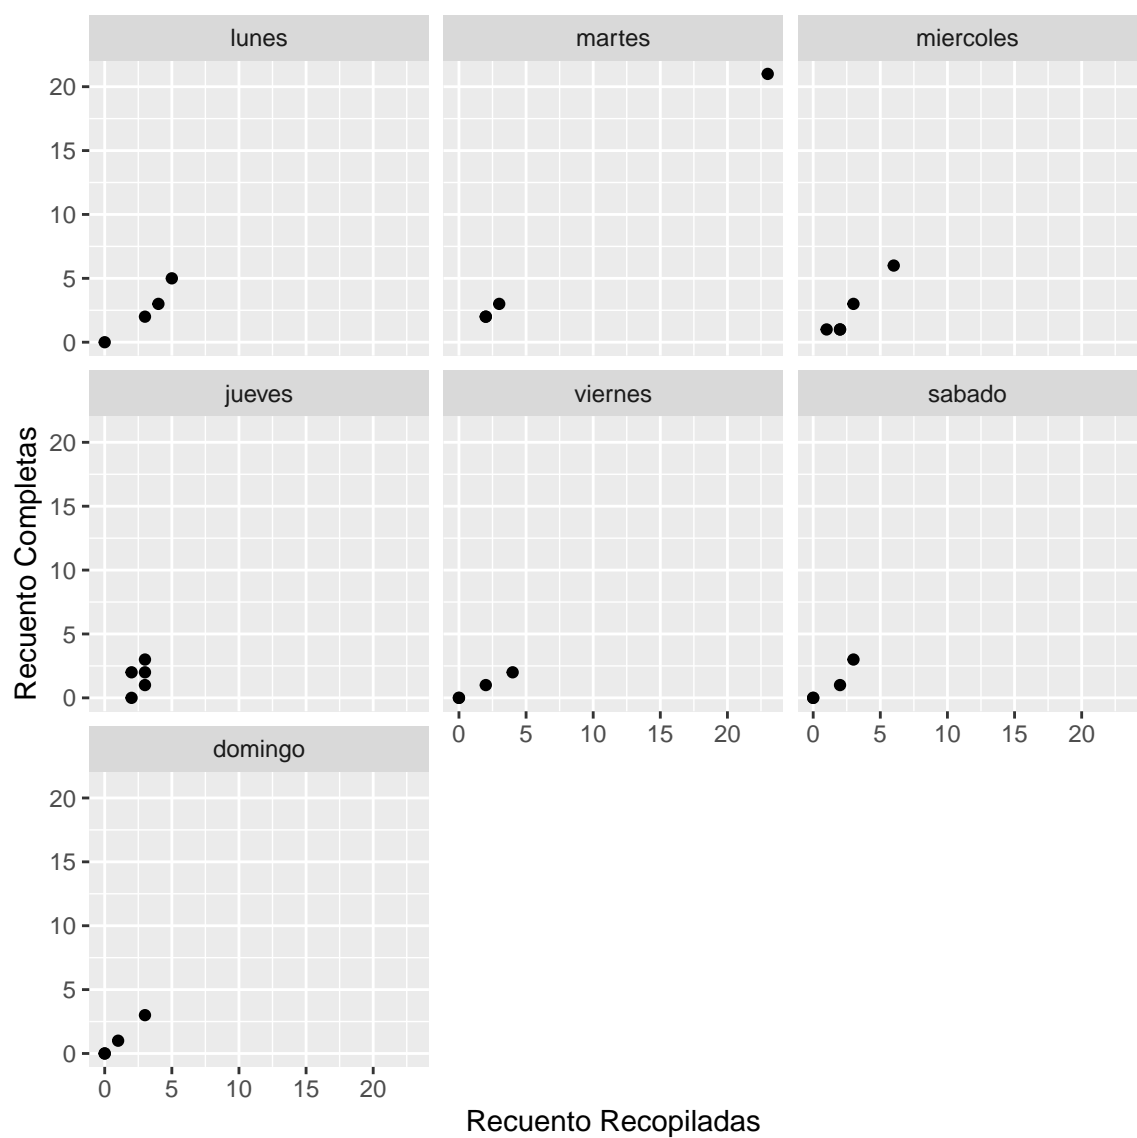 lunes martes miercoles
20
15
10
5
0
jueves viernes sabado
20
15
10
5
0
0 5 10 15 20 0 5 10 15 20
domingo
20
15
10
5
0
0 5 10 15 20
Recuento Completas
Recuento Recopiladas